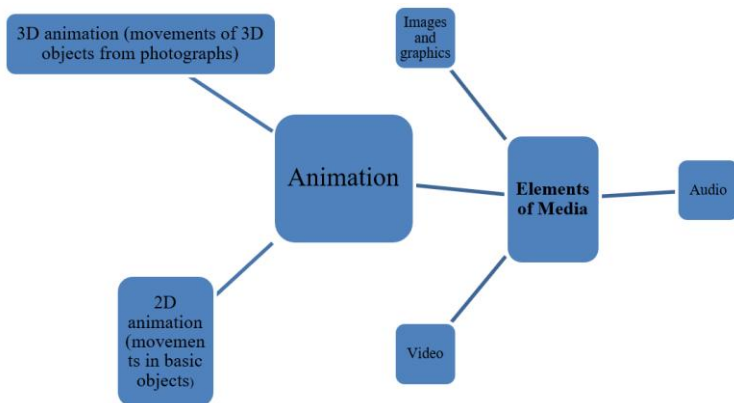 3D animation (movements of 3D
objects from photographs)
Images
and
graphics
Animation
Elements
of Media
Audio
2D
animation
(movemen
ts in basic
objects)
Video